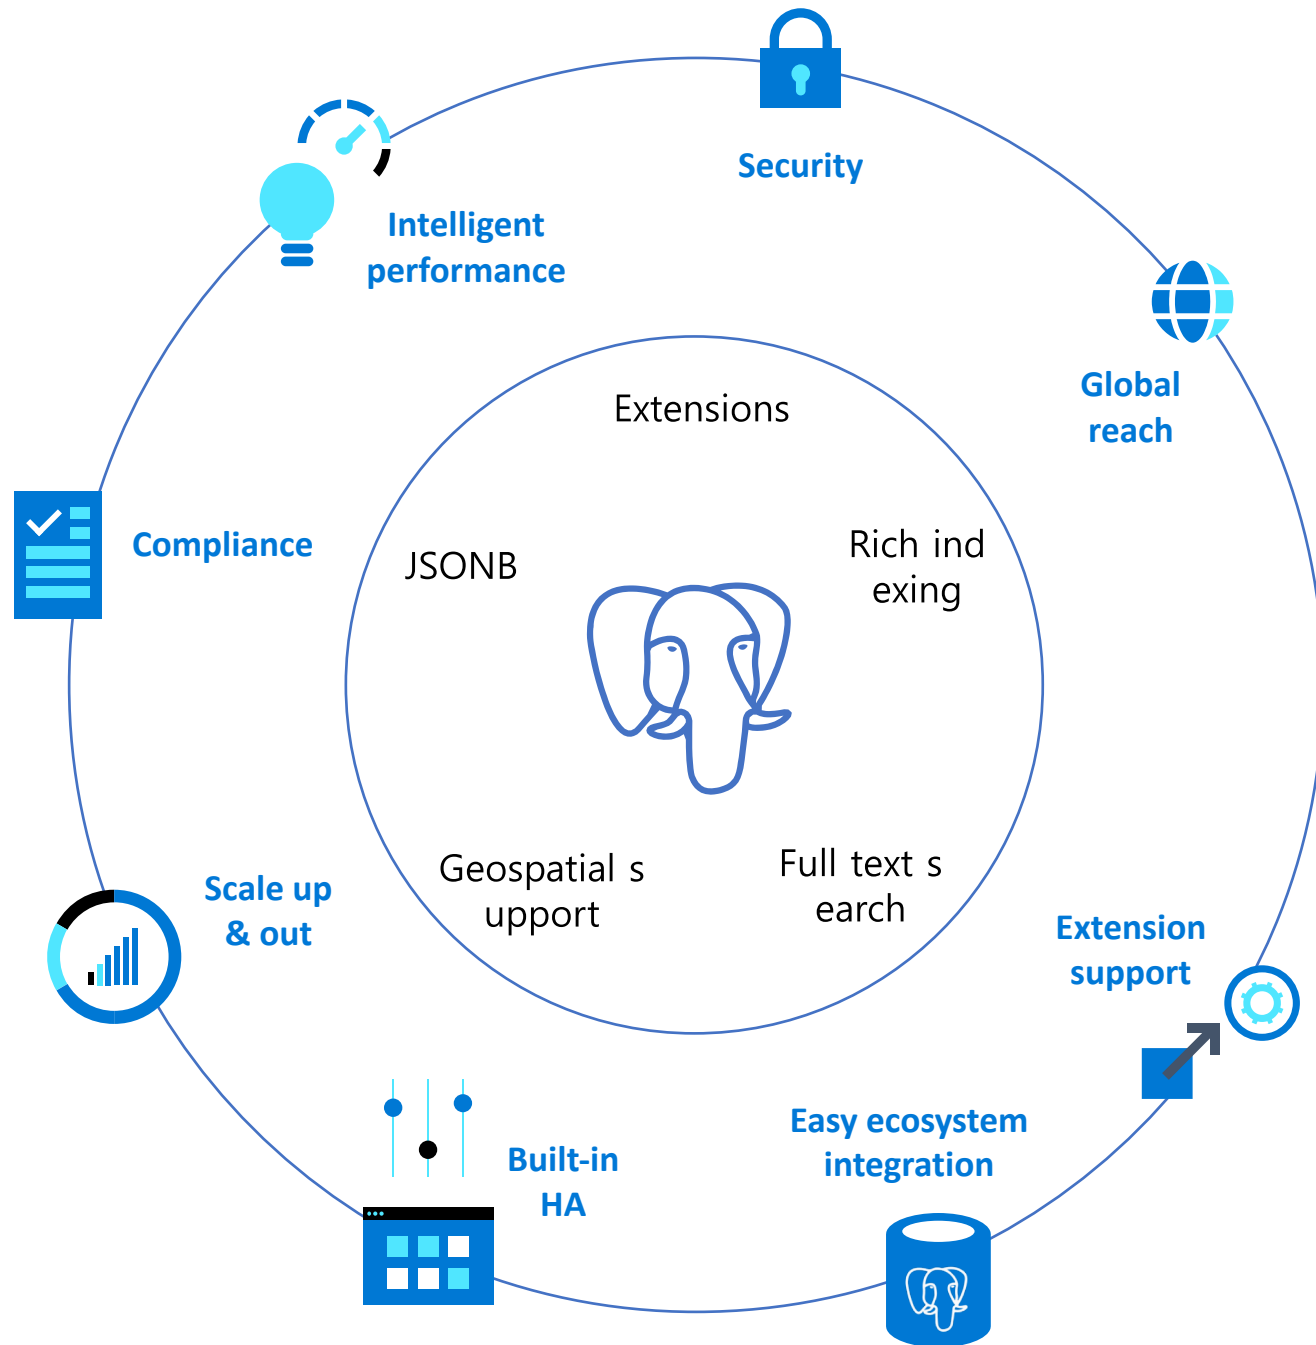 Security
Intelligent
performance
Global
reach
Extensions
Compliance
JSONB
Rich ind
exing
Geospatial s
upport
Full text s
earch
Scale up
& out
Extension
support
Easy ecosystem
integration
Built-in
HA